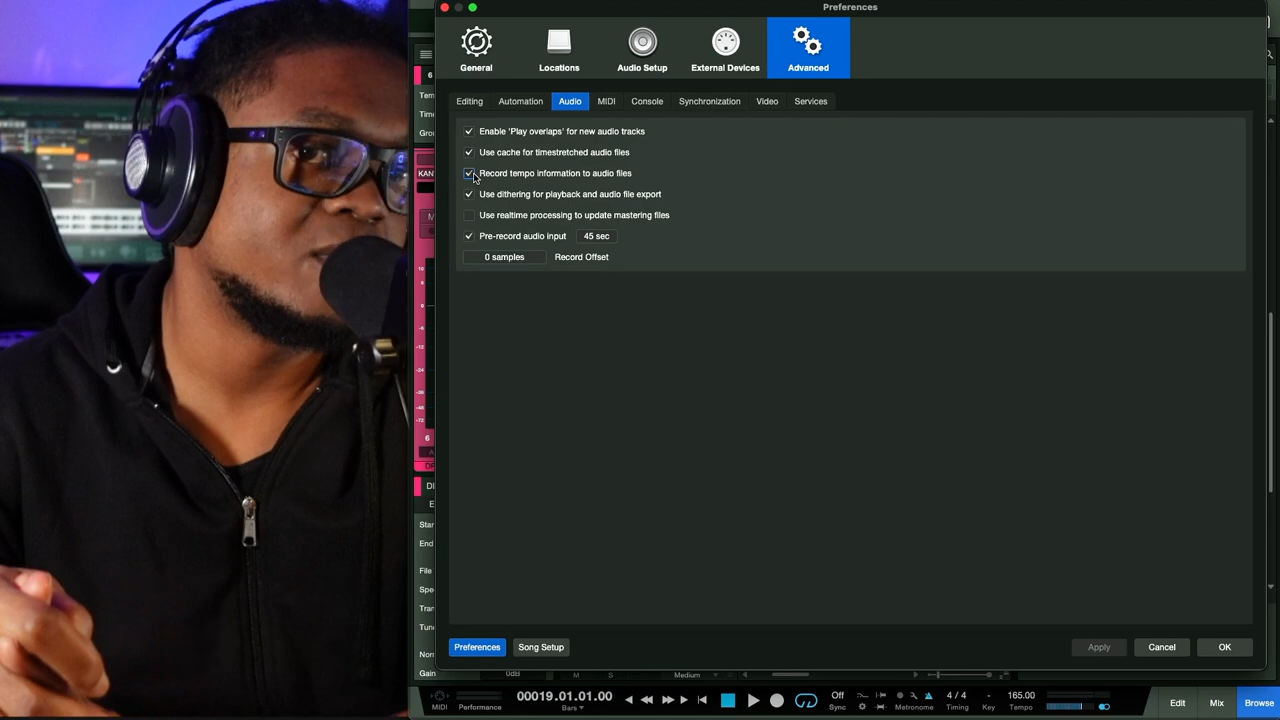 Preferences
General
Locations
Audio Setup
External Devices
Advanced
Editing
Automation
Audio
MIDI
Console
Synchronization
Video
Services
Enable 'Play overlaps' for new audio tracks
Use cache for timestretched audio files
Record tempo information to audio files
Use dithering for playback and audio file export
Use realtime processing to update mastering files
Pre-record audio input 45 sec
0 samples Record Offset
Preferences
Song Setup
Apply
Cancel
OK
6
6
M
Gain
0dB
M S
Medium
MIDI
Performance
00019.01.01.00
Bars
Off
Sync
Metronome
4 / 4
Timing
-
Key
165.00
Tempo
Edit
Mix
Browse